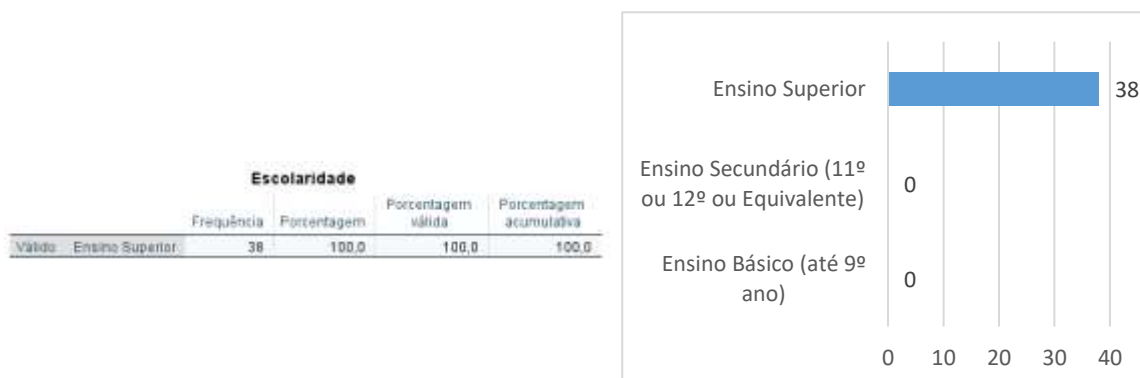 Escolaridade
Frequência Porcentagem Porcentagem válida Porcentagem acumulativa
Válido Ensino Superior 38 100,0 100,0 100,0
Ensino Superior 38
Ensino Secundário (11º
ou 12º ou Equivalente) 0
Ensino Básico (até 9º
ano) 0
0 10 20 30 40